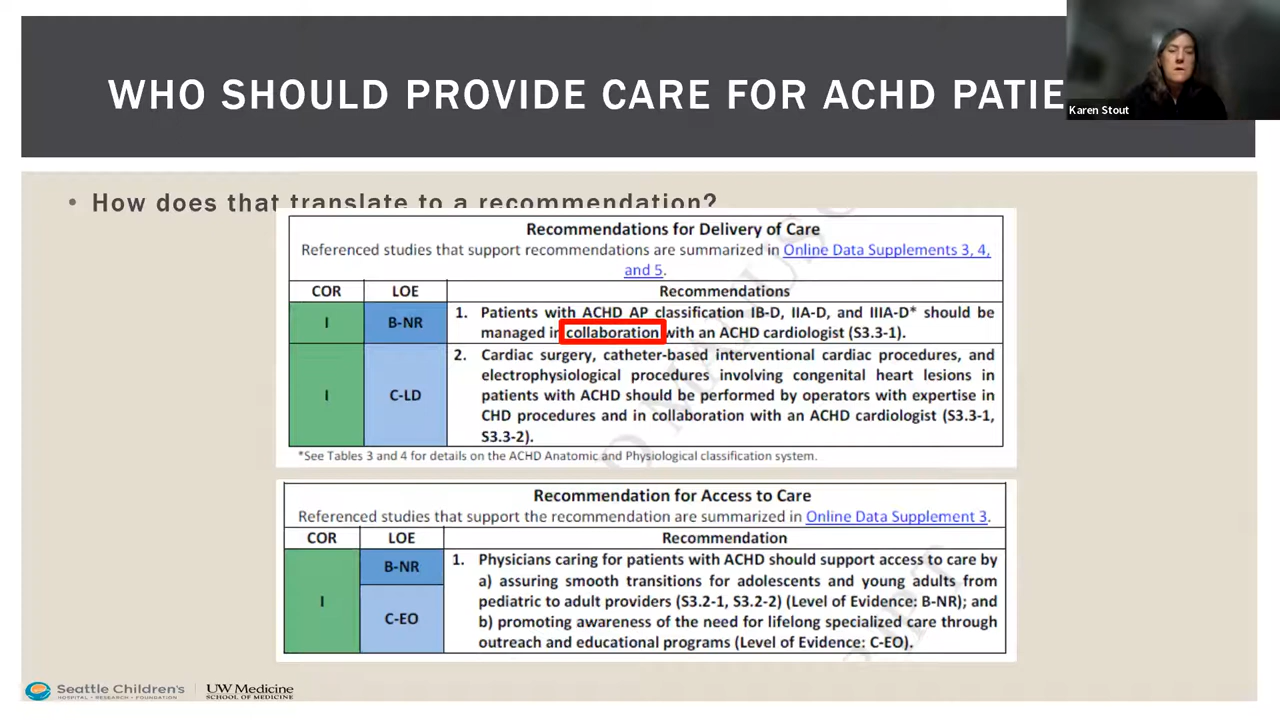 WHO SHOULD PROVIDE CARE FOR ACHD PATIE
Karen Stout
• How does that translate to a recommendation?
Recommendations for Delivery of Care
Referenced studies that support recommendations are summarized in Online Data Supplements 3, 4,
and 5.
COR LOE Recommendations
I B-NR 1. Patients with ACHD AP classification IB-D, IIA-D, and IIIA-D* should be
managed in collaboration with an ACHD cardiologist (S3.3-1).
I C-LD 2. Cardiac surgery, catheter-based interventional cardiac procedures, and
electrophysiological procedures involving congenital heart lesions in
patients with ACHD should be performed by operators with expertise in
CHD procedures and in collaboration with an ACHD cardiologist (S3.3-1,
S3.3-2).
*See Tables 3 and 4 for details on the ACHD Anatomic and Physiological classification system.
Recommendation for Access to Care
Referenced studies that support the recommendation are summarized in Online Data Supplement 3.
COR LOE Recommendation
I B-NR C-EO 1. Physicians caring for patients with ACHD should support access to care by
a) assuring smooth transitions for adolescents and young adults from
pediatric to adult providers (S3.2-1, S3.2-2) (Level of Evidence: B-NR); and
b) promoting awareness of the need for lifelong specialized care through
outreach and educational programs (Level of Evidence: C-EO).
Seattle Children's
HOSPITAL • RESEARCH • FOUNDATION
UW Medicine
SCHOOL OF MEDICINE